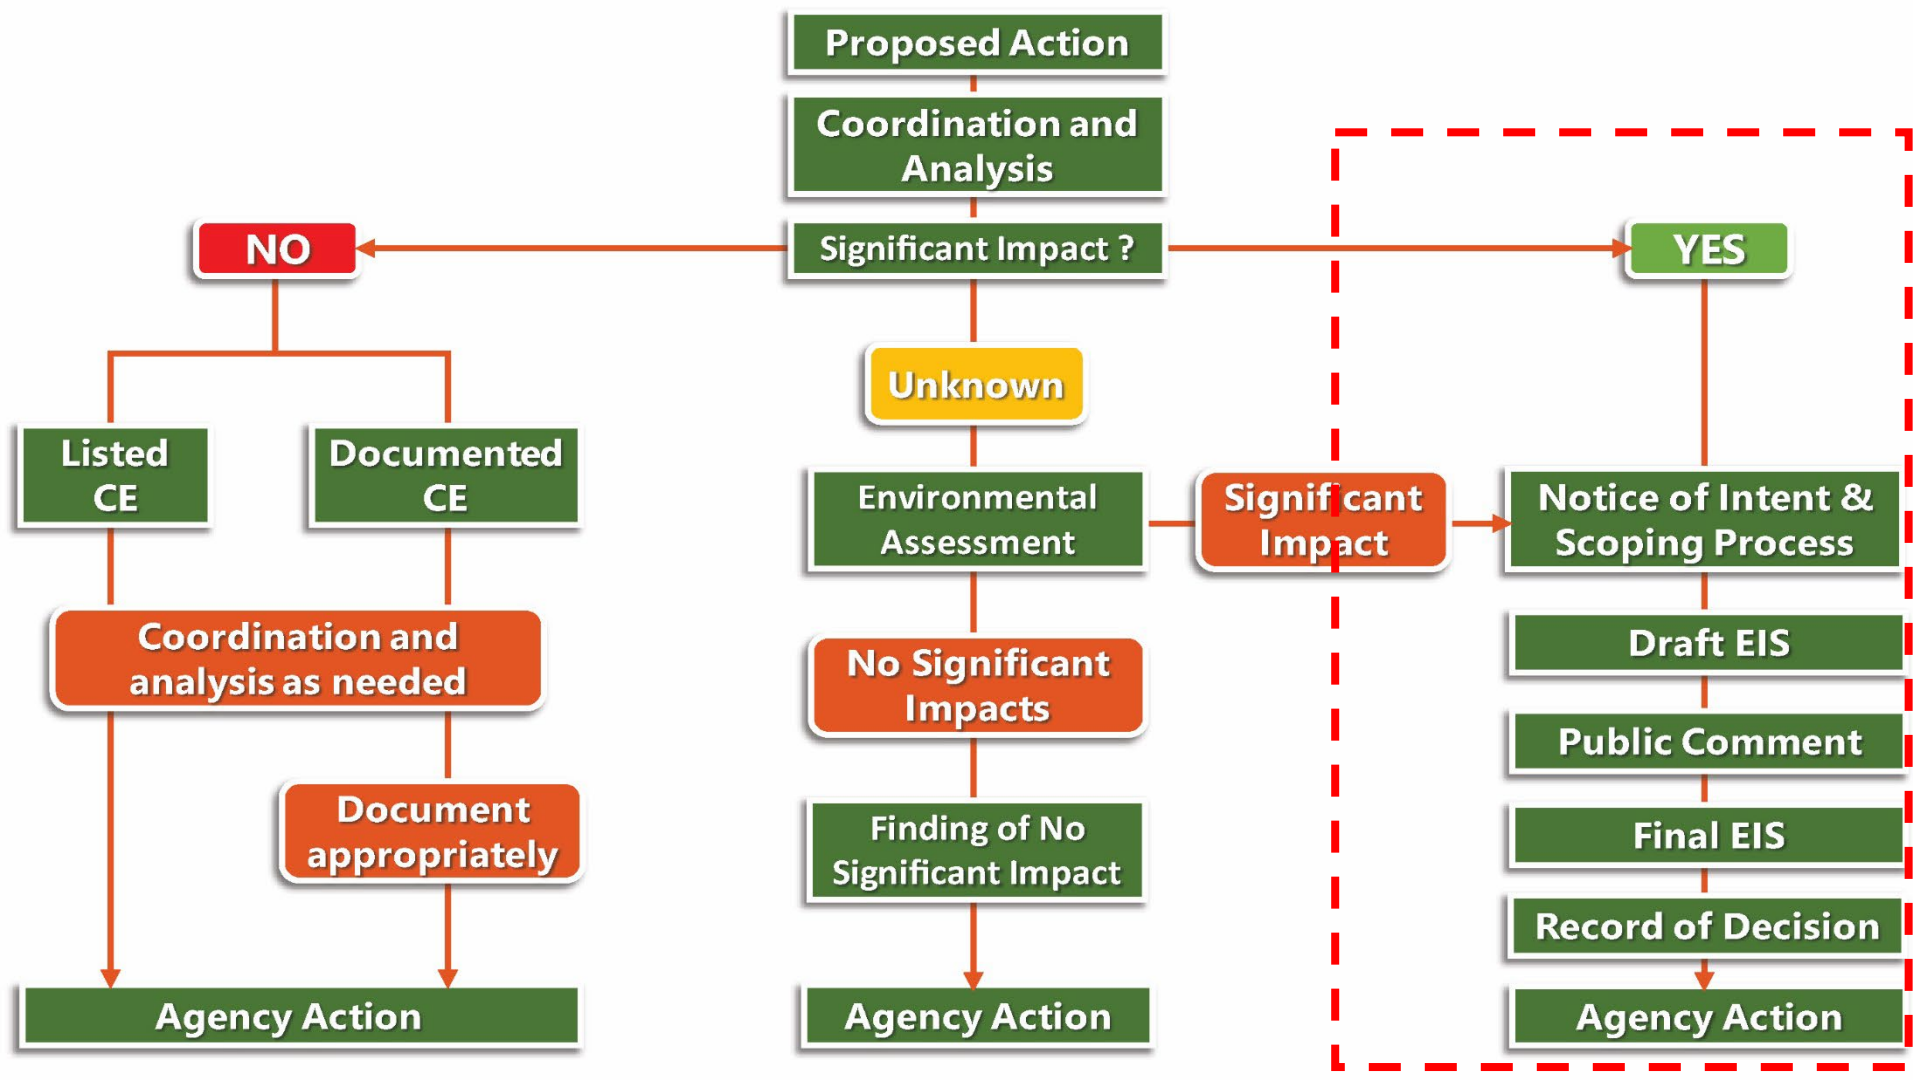 Proposed Action
Coordination and
Analysis
Significant Impact ?
NO
YES
Unknown
Listed
CE
Documented
CE
Environmental
Assessment
Significant
Impact
Notice of Intent &
Scoping Process
Coordination and
analysis as needed
No Significant
Impacts
Draft EIS
Public Comment
Document
appropriately
Finding of No
Significant Impact
Final EIS
Record of Decision
Agency Action
Agency Action
Agency Action